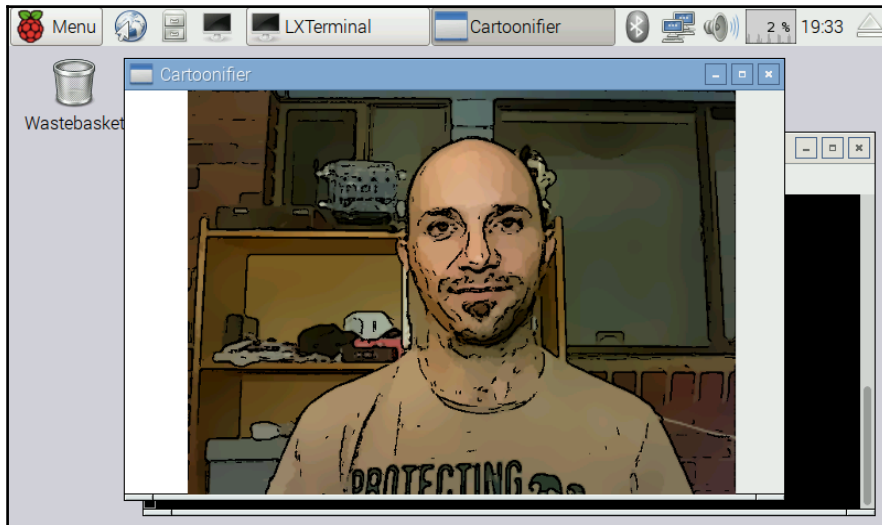 Menu
LXTerminal
Cartoonifier
2 %
19:33
Wastebasket
Cartoonifier
PROTECTING